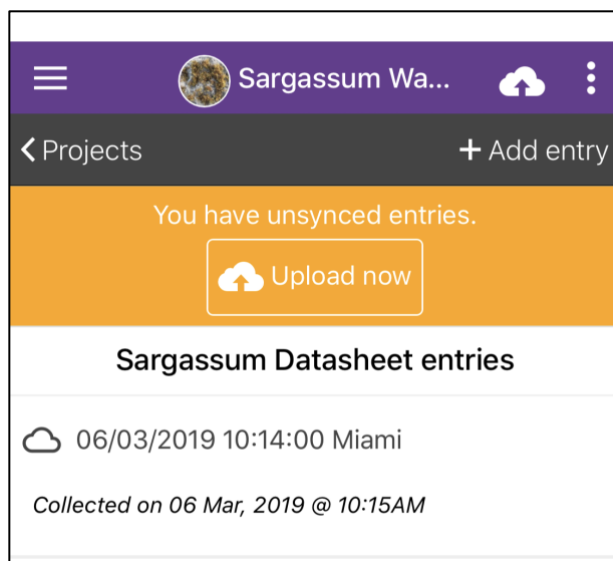 Sargassum Wa...
Projects + Add entry
You have unsynced entries.
Upload now
Sargassum Datasheet entries
06/03/2019 10:14:00 Miami
Collected on 06 Mar, 2019 @ 10:15AM